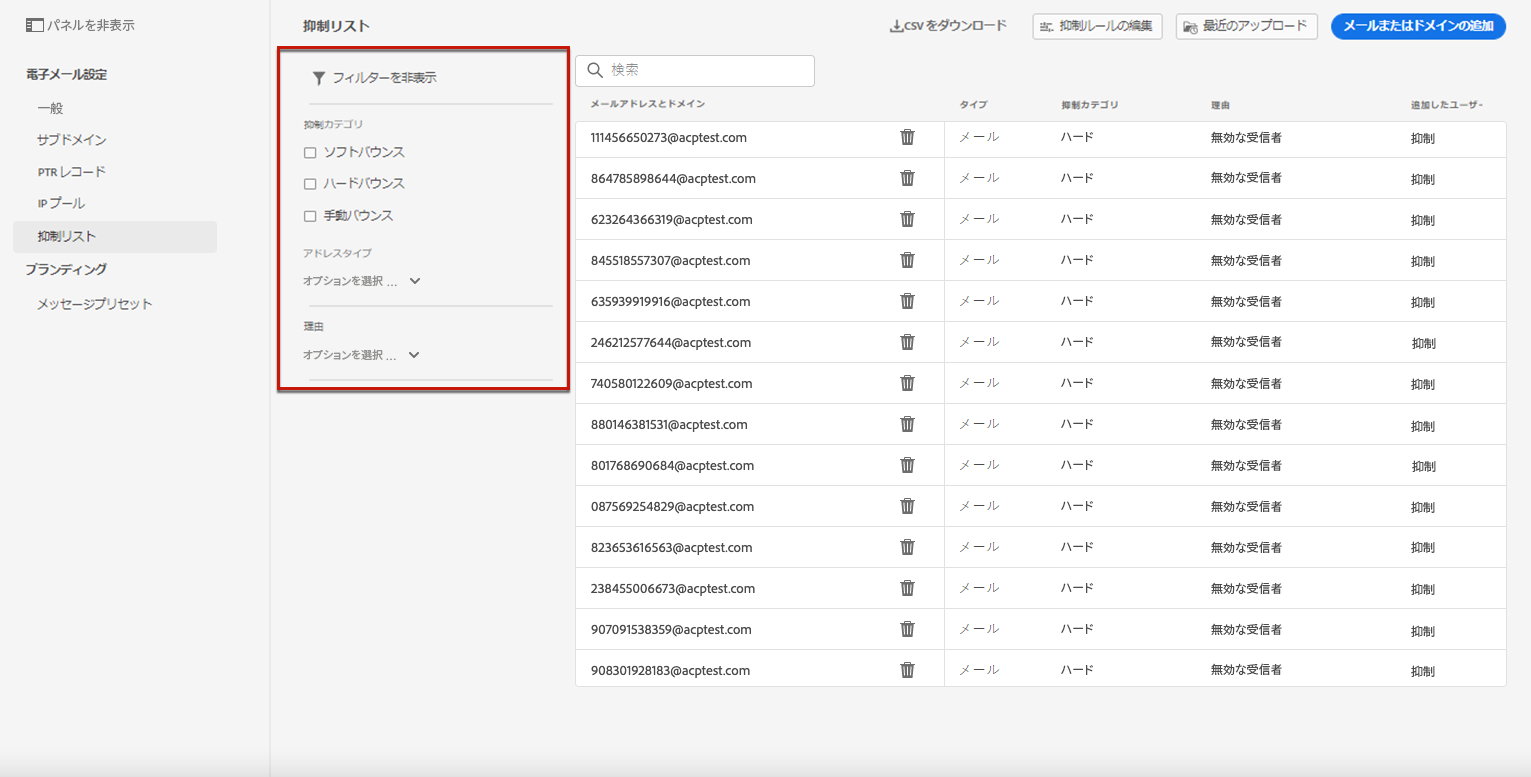 パネルを非表示
電子メール設定
一般
サブドメイン
PTR レコード
IP プール
抑制リスト
ブランディング
メッセージプリセット
抑制リスト
CSV をダウンロード
抑制ルールの編集
最近のアップロード
メールまたはドメインの追加
フィルターを非表示
抑制カテゴリ
ソフトバウンス
ハードバウンス
手動バウンス
アドレスタイプ
オプションを選択 ...
理由
オプションを選択 ...
検索
メールアドレスとドメイン タイプ 抑制カテゴリ 理由 追加したユーザ-
111456650273@acptest.com メール ハード 無効な受信者 抑制
864785898644@acptest.com メール ハード 無効な受信者 抑制
623264366319@acptest.com メール ハード 無効な受信者 抑制
845518557307@acptest.com メール ハード 無効な受信者 抑制
635939919916@acptest.com メール ハード 無効な受信者 抑制
246212577644@acptest.com メール ハード 無効な受信者 抑制
740580122609@acptest.com メール ハード 無効な受信者 抑制
880146381531@acptest.com メール ハード 無効な受信者 抑制
801768690684@acptest.com メール ハード 無効な受信者 抑制
087569254829@acptest.com メール ハード 無効な受信者 抑制
823653616563@acptest.com メール ハード 無効な受信者 抑制
238455006673@acptest.com メール ハード 無効な受信者 抑制
907091538359@acptest.com メール ハード 無効な受信者 抑制
908301928183@acptest.com メール ハード 無効な受信者 抑制